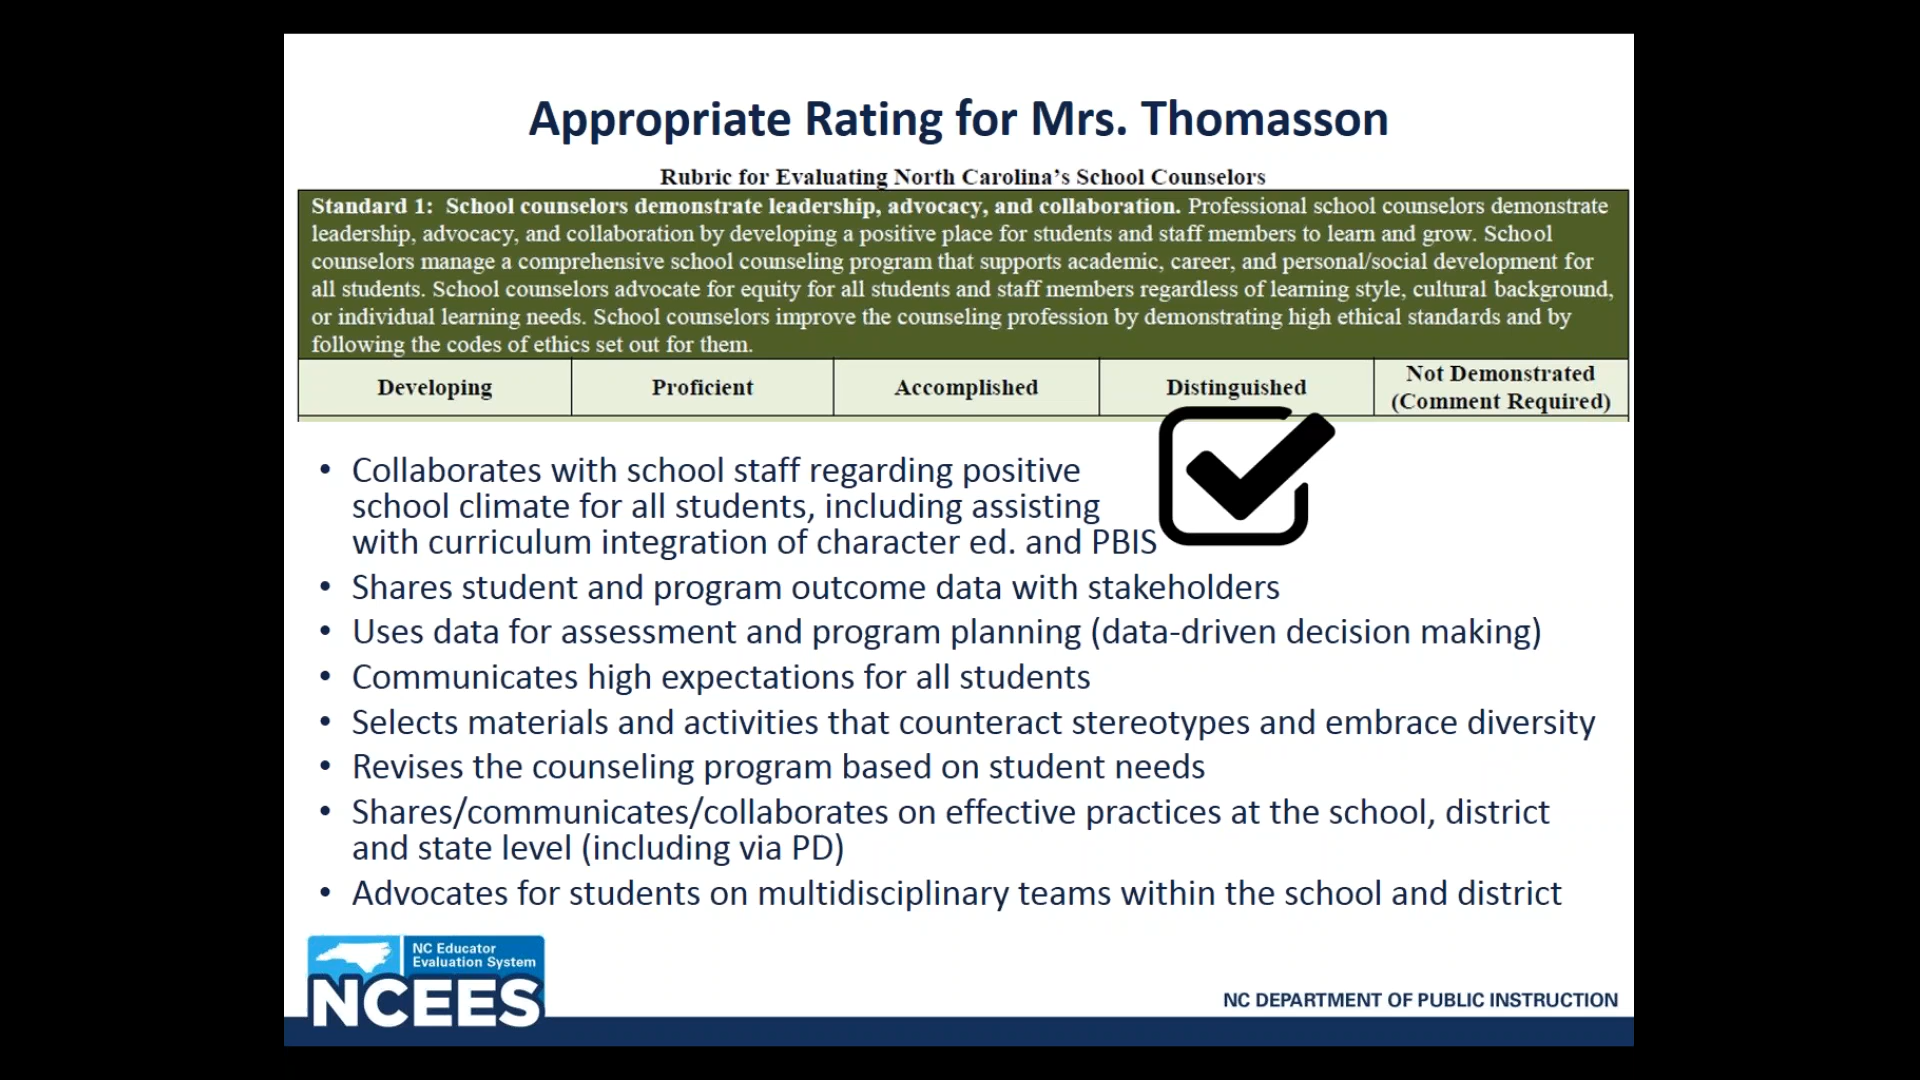 Appropriate Rating for Mrs. Thomasson
Rubric for Evaluating North Carolina's School Counselors
Standard 1: School counselors demonstrate leadership, advocacy, and collaboration. Professional school counselors demonstrate
leadership, advocacy, and collaboration by developing a positive place for students and staff members to learn and grow. School
counselors manage a comprehensive school counseling program that supports academic, career, and personal/social development for
all students. School counselors advocate for equity for all students and staff members regardless of learning style, cultural background,
or individual learning needs. School counselors improve the counseling profession by demonstrating high ethical standards and by
following the codes of ethics set out for them.
Developing
Proficient
Accomplished
Distinguished
Not Demonstrated
(Comment Required)
• Collaborates with school staff regarding positive
school climate for all students, including assisting
with curriculum integration of character ed. and PBIS
• Shares student and program outcome data with stakeholders
• Uses data for assessment and program planning (data-driven decision making)
• Communicates high expectations for all students
• Selects materials and activities that counteract stereotypes and embrace diversity
• Revises the counseling program based on student needs
• Shares/communicates/collaborates on effective practices at the school, district
and state level (including via PD)
• Advocates for students on multidisciplinary teams within the school and district
NC Educator
Evaluation System
NCEES
NC DEPARTMENT OF PUBLIC INSTRUCTION